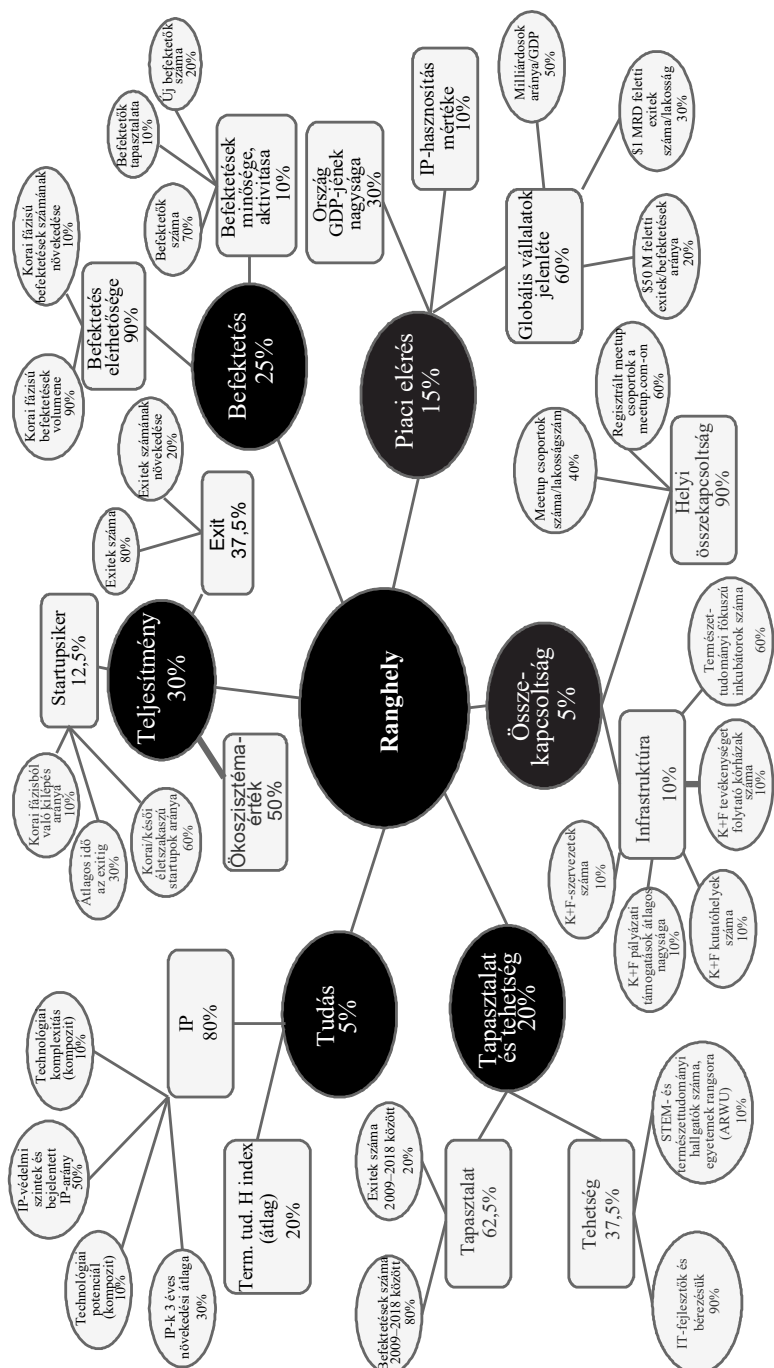 Ranghely
Teljesítmény
30%
Startupsiker
12,5%
Korai fázisból
való kilépés
aránya
10%
Átlagos idő
az exitig
30%
Korai/késői
életszakaszú
startupok aránya
60%
Exit
37,5%
Exitek száma
80%
Exitek számának
növekedése
20%
Ökoszisztéma-
érték
50%
Befektetés
25%
Befektetés
elérhetősége
90%
Korai fázisú
befektetések
volumene
90%
Korai fázisú
befektetések számának
növekedése
10%
Befektetések
minősége,
aktivitása
10%
Befektetők
száma
70%
Befektetők
tapasztalata
10%
Új befektetők
száma
20%
Piaci elérés
15%
Ország
GDP-jének
nagysága
30%
IP-hasznosítás
mértéke
10%
Globális vállalatok
jelenléte
60%
Milliárdosok
aránya/GDP
50%
$1 MRD feletti
exitek
száma/lakosság
30%
$50 M feletti
exitek/befektetések
aránya
20%
Össze-
kapcsoltság
5%
Helyi
összekapcsoltság
90%
Meetup csoportok
száma/lakosságszám
40%
Regisztrált meetup
csoportok a
meetup.com-on
60%
Infrastruktúra
10%
K+F-szervezetek
száma
10%
K+F pályázati
támogatások átlagos
nagysága
10%
K+F kutatóhelyek
száma
10%
K+F tevékenységet
folytató kórházak
száma
10%
Természet-
tudományi fókuszú
inkubátorok száma
60%
Tapasztalat
és tehetség
20%
Tapasztalat
62,5%
Befektetések száma
2009–2018 között
80%
Exitek száma
2009–2018 között
20%
Tehetség
37,5%
IT-fejlesztők és
bérezésük
90%
STEM- és
természettudományi
hallgatók száma,
egyetemek rangsora
(ARWU)
10%
Tudás
5%
IP
80%
Technológiai
potenciál
(kompozit)
10%
IP-védelmi
szintek és
bejelentett
IP-arány
50%
Technológiai
komplexitás
(kompozit)
10%
IP-k 3 éves
növekedési átlaga
30%
Term. tud. H index
(átlag)
20%